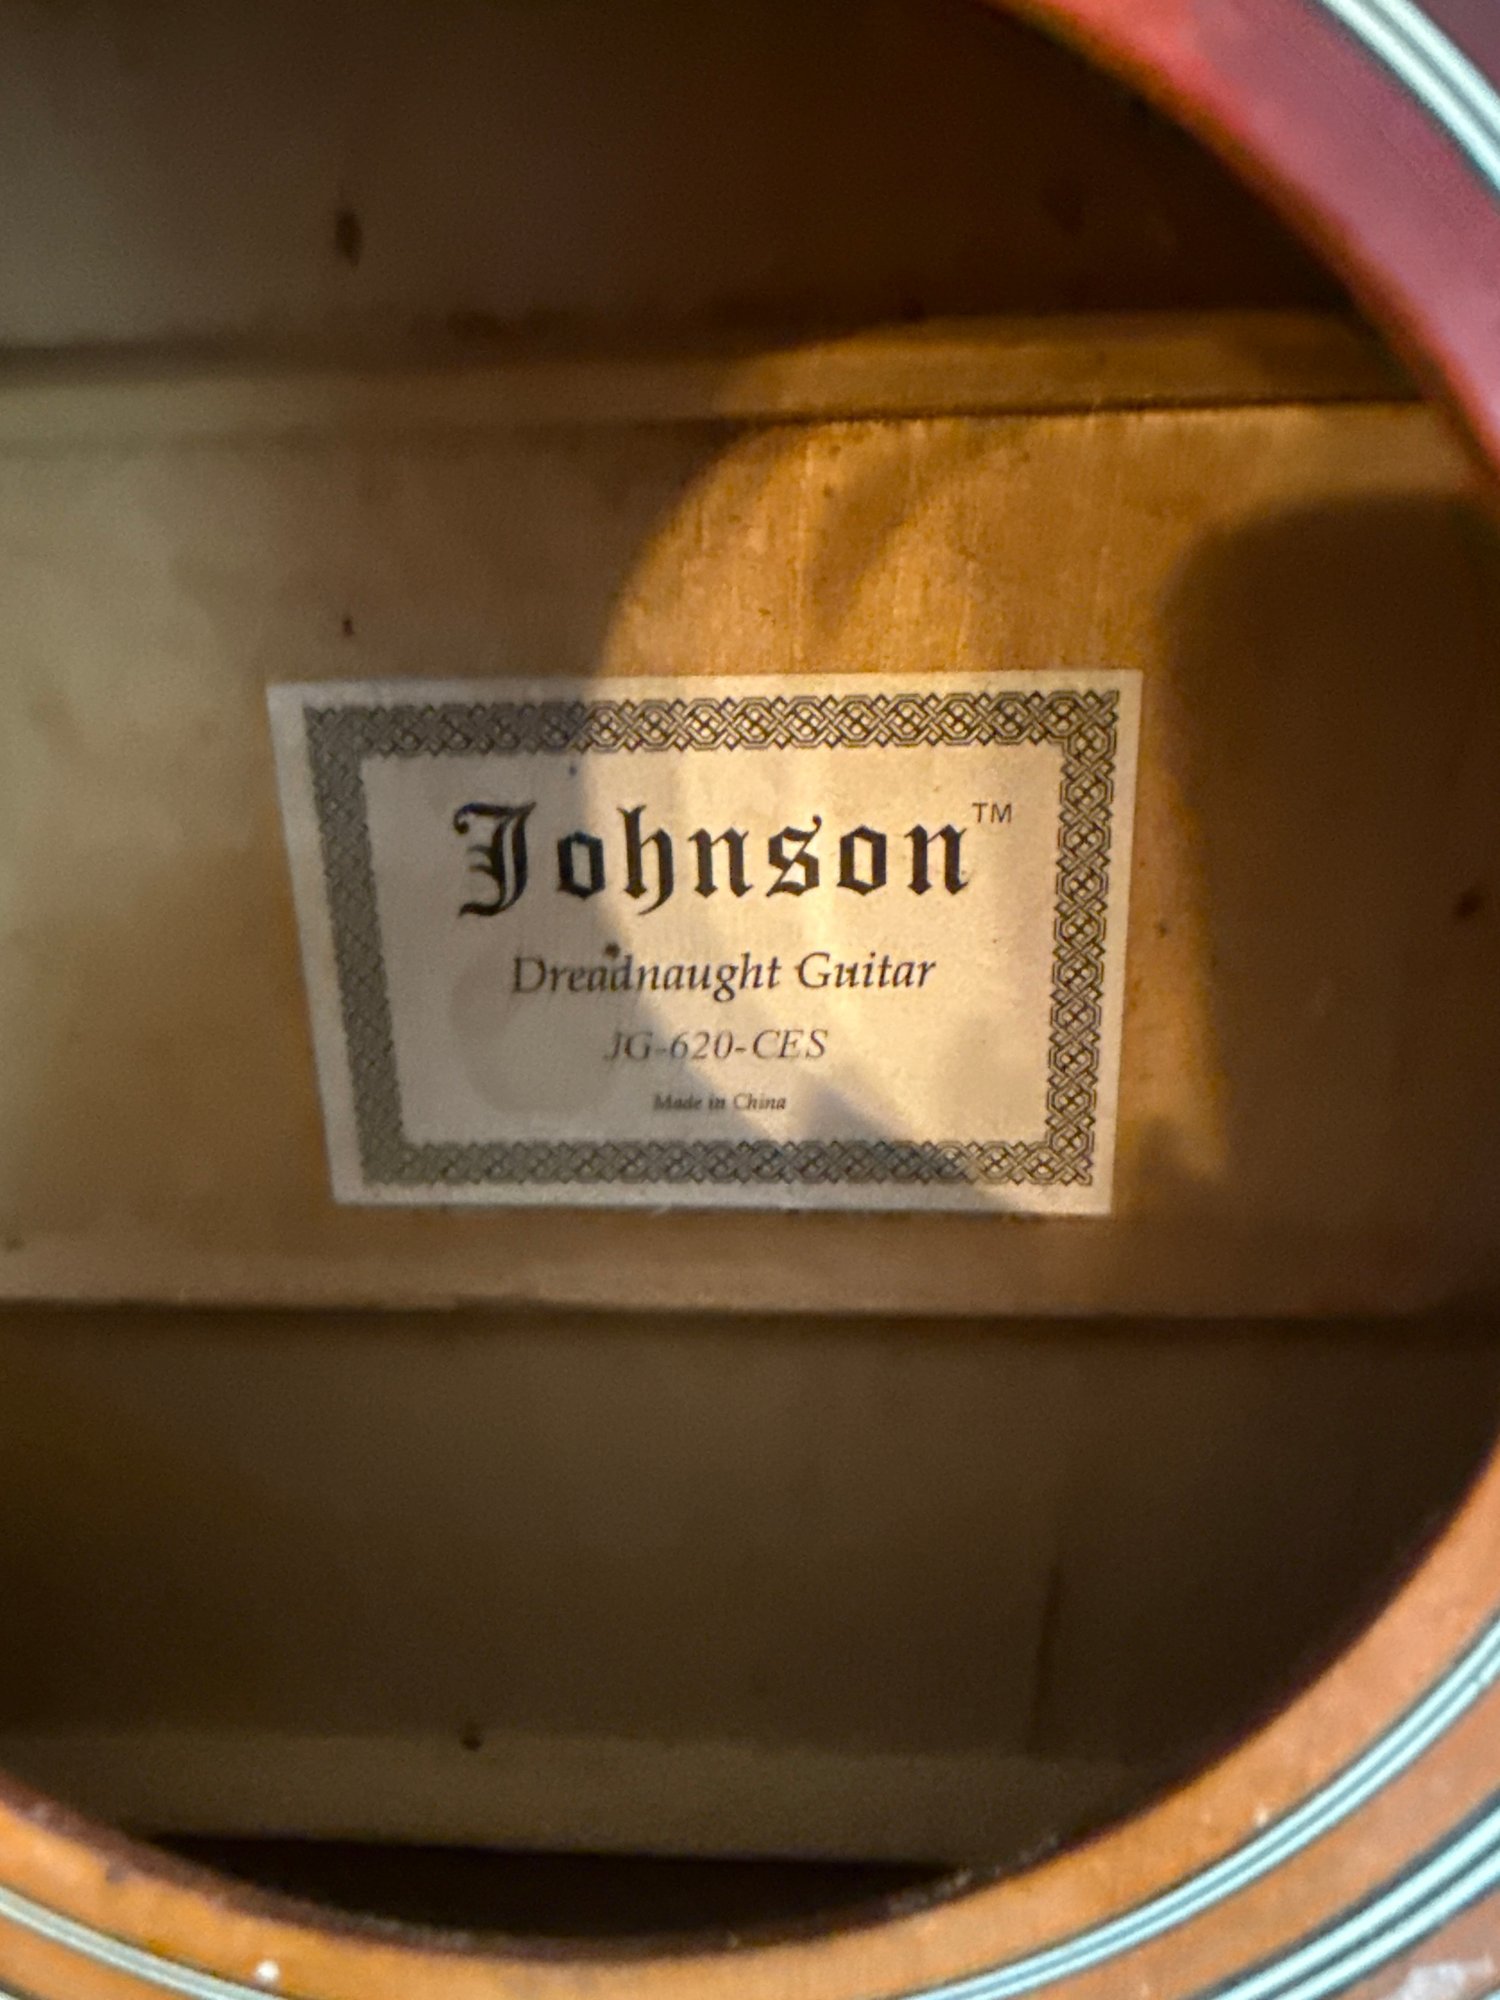 Johnson™
Dreadnaught Guitar
JG-620-CES
Made in China